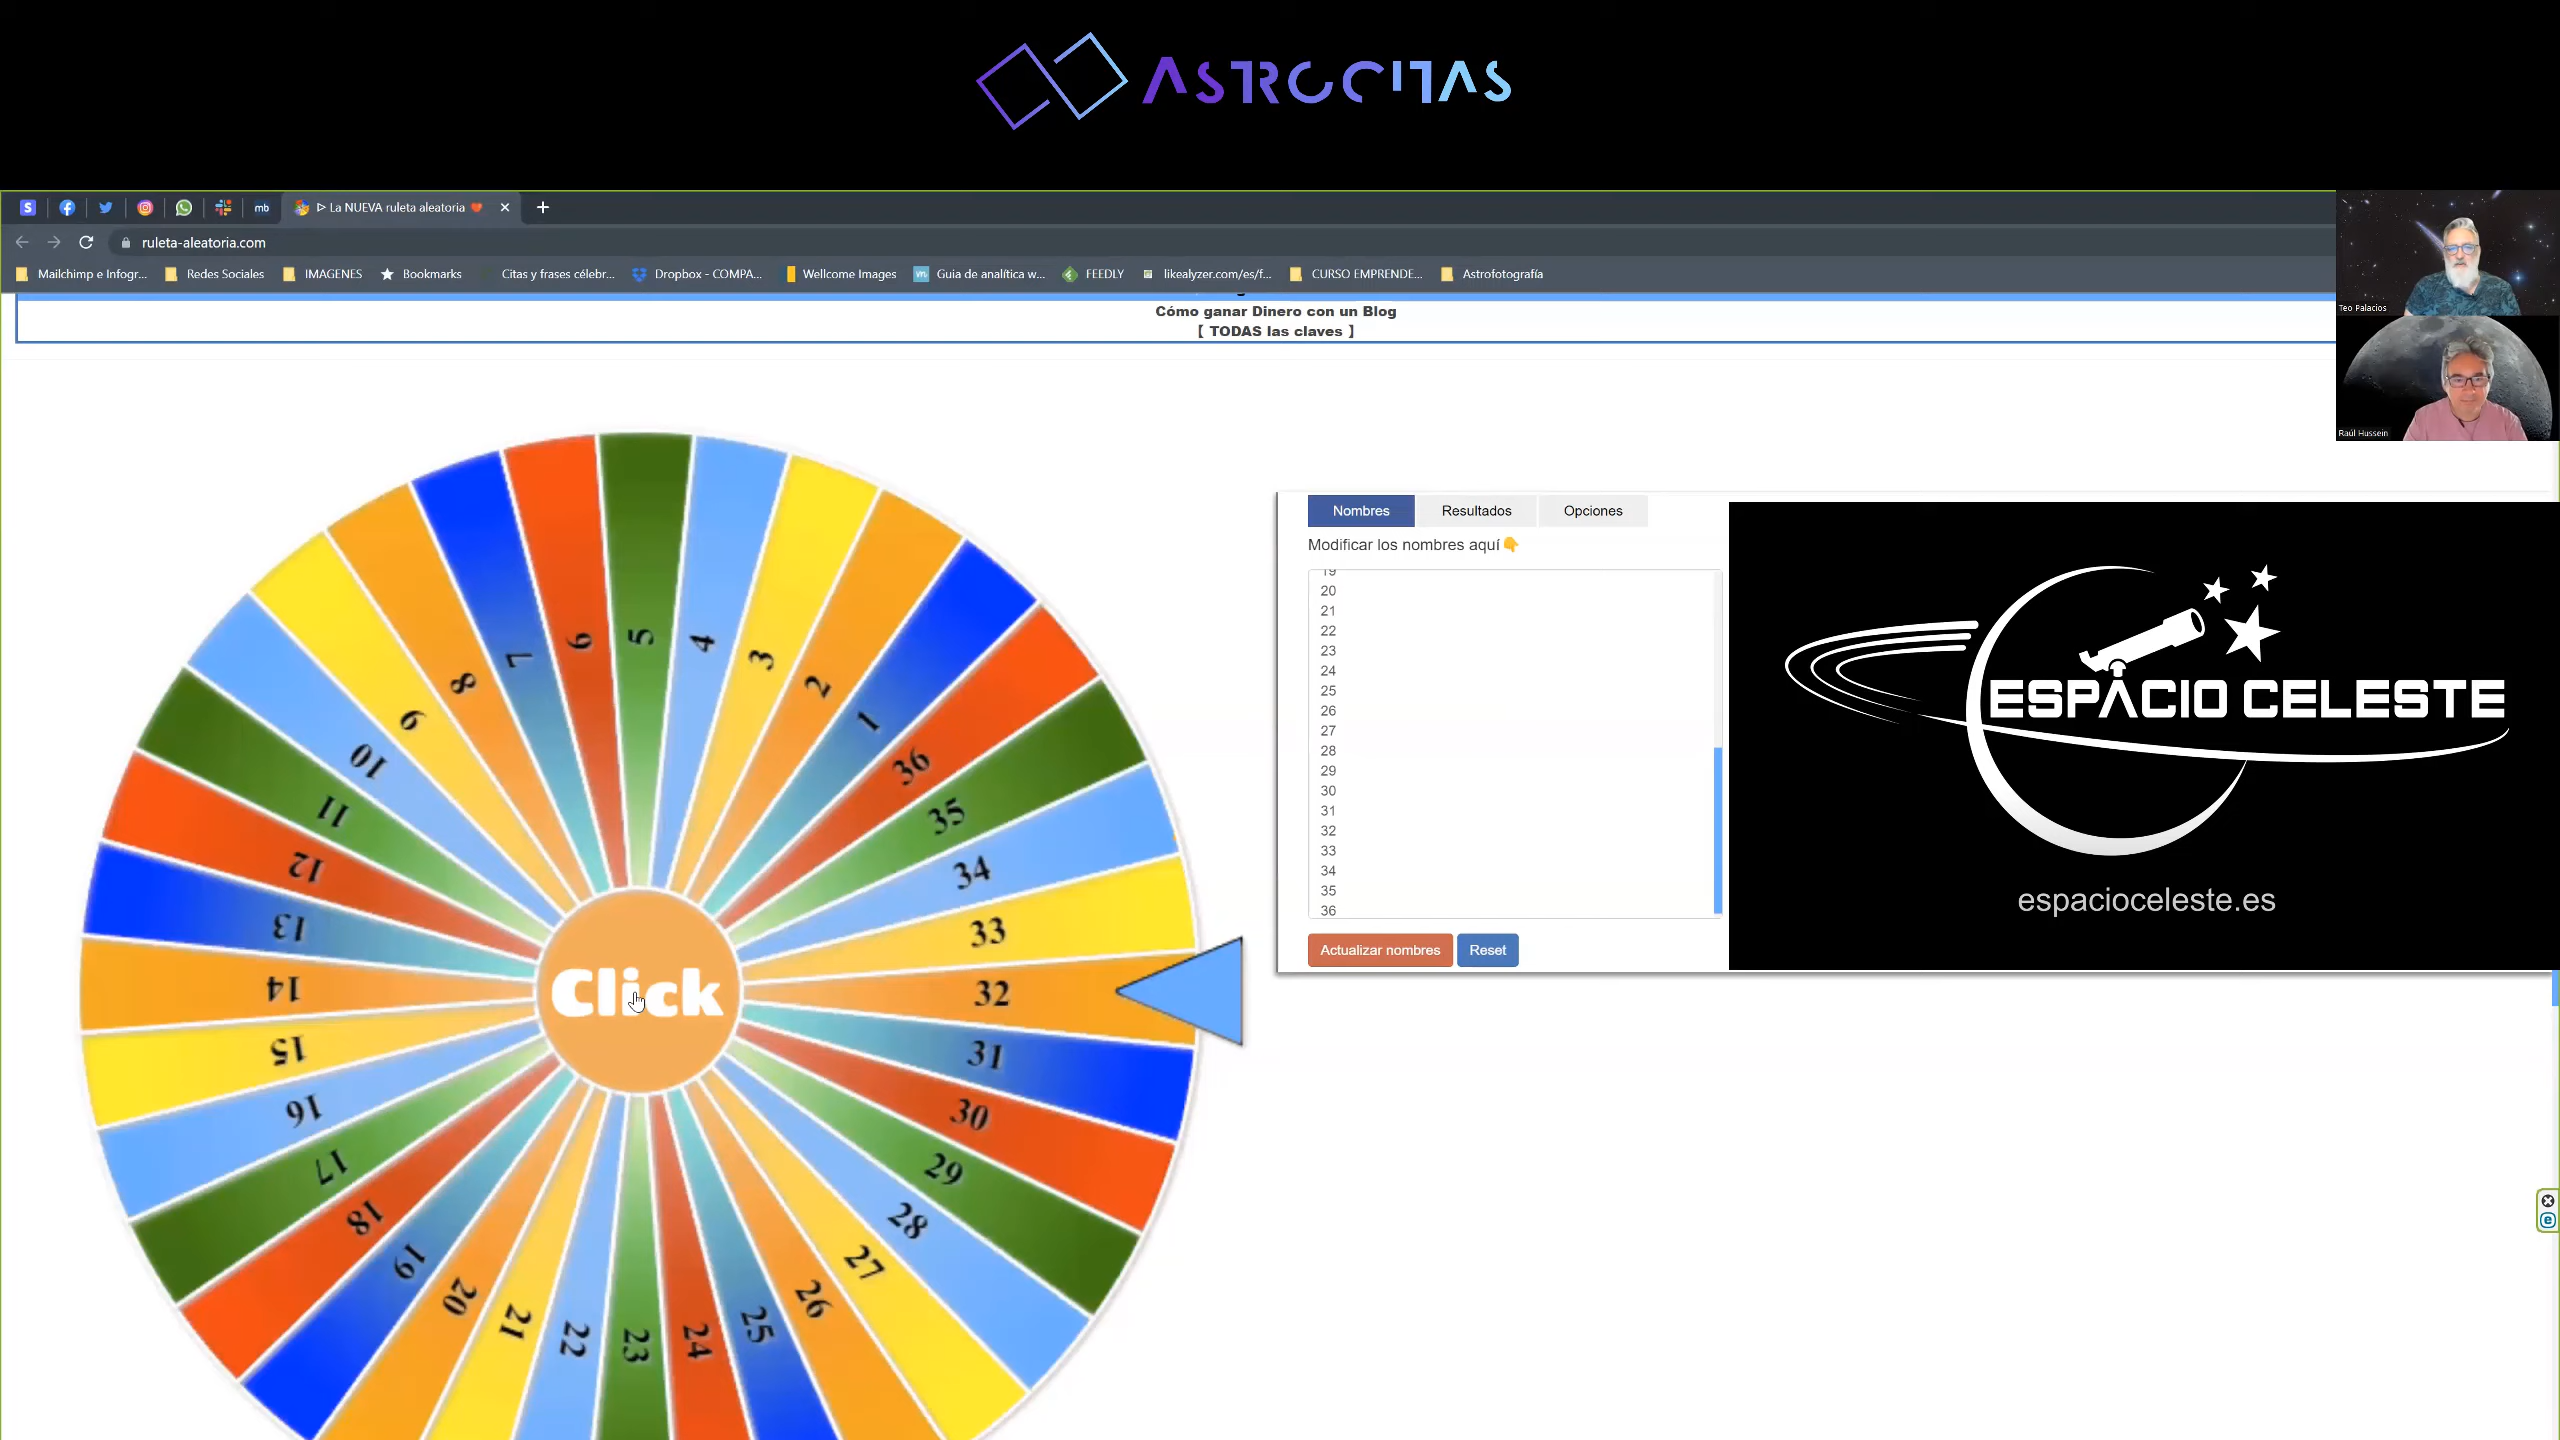 ASTROCITAS
mb
ᐅ La NUEVA ruleta aleatoria
ruleta-aleatoria.com
Mailchimp e Infogr...
Redes Sociales
IMAGENES
Bookmarks
Citas y frases célebr...
Dropbox - COMPA...
Wellcome Images
Guia de analítica w...
FEEDLY
likealyzer.com/es/f...
CURSO EMPRENDE...
Astrofotografía
Teo Palacios
Raúl Hussein
Cómo ganar Dinero con un Blog
【 TODAS las claves 】
1
2
3
4
5
6
7
8
9
10
11
12
13
14
15
16
17
18
19
20
21
22
23
24
25
26
27
28
29
30
31
32
33
34
35
36
Click
Nombres
Resultados
Opciones
Modificar los nombres aquí👇
19
20
21
22
23
24
25
26
27
28
29
30
31
32
33
34
35
36
Actualizar nombres
Reset
ESPACIO CELESTE
espacioceleste.es